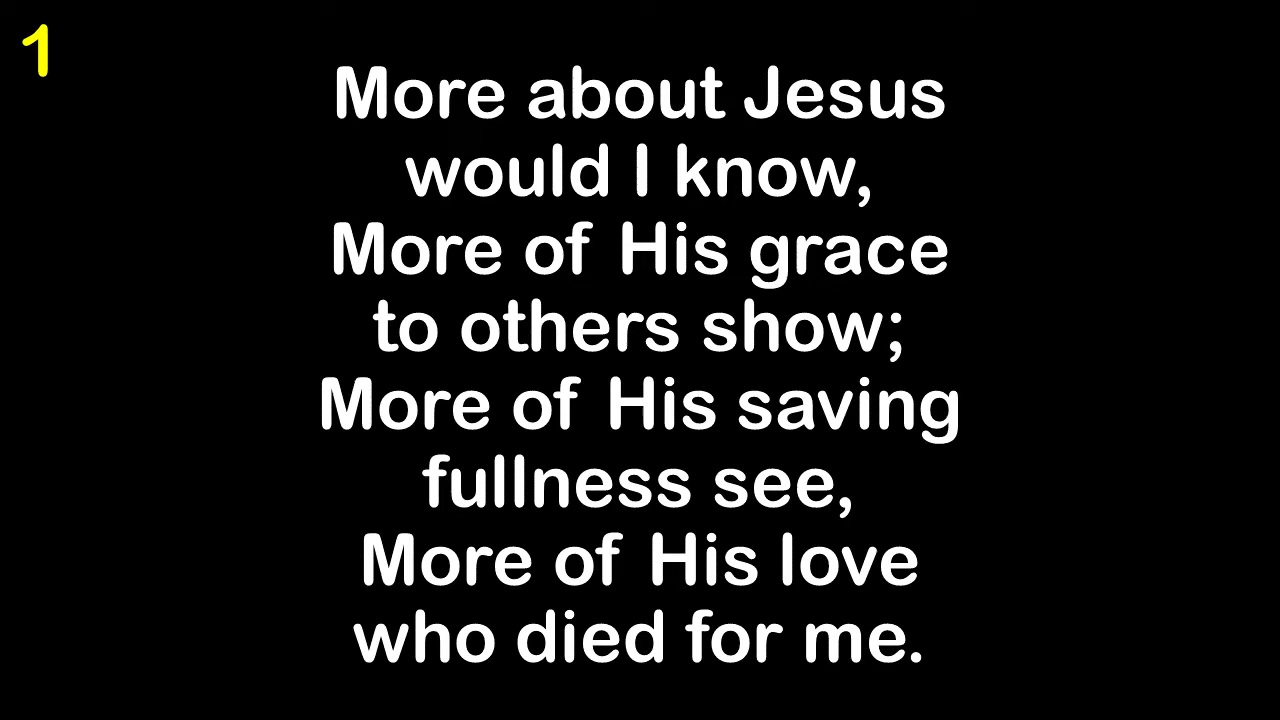 1
More about Jesus
would I know,
More of His grace
to others show;
More of His saving
fullness see,
More of His love
who died for me.